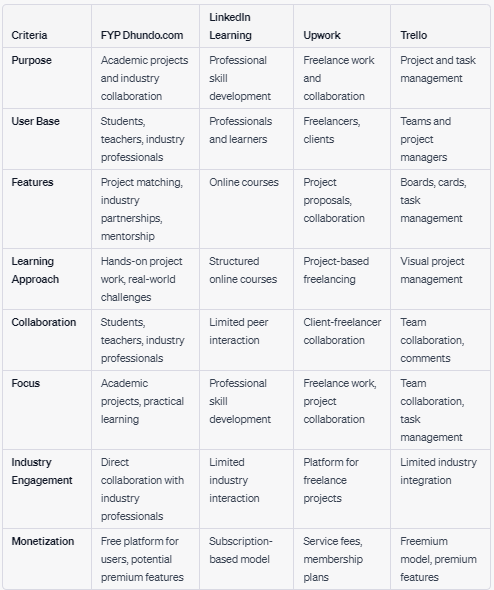 Criteria FYP Dhundo.com LinkedIn Learning Upwork Trello
Purpose Academic projects and industry collaboration Professional skill development Freelance work and collaboration Project and task management
User Base Students, teachers, industry professionals Professionals and learners Freelancers, clients Teams and project managers
Features Project matching, industry partnerships, mentorship Online courses Project proposals, collaboration Boards, cards, task management
Learning Approach Hands-on project work, real-world challenges Structured online courses Project-based freelancing Visual project management
Collaboration Students, teachers, industry professionals Limited peer interaction Client-freelancer collaboration Team collaboration, comments
Focus Academic projects, practical learning Professional skill development Freelance work, project collaboration Team collaboration, task management
Industry Engagement Direct collaboration with industry professionals Limited industry interaction Platform for freelance projects Limited industry integration
Monetization Free platform for users, potential premium features Subscription-based model Service fees, membership plans Freemium model, premium features